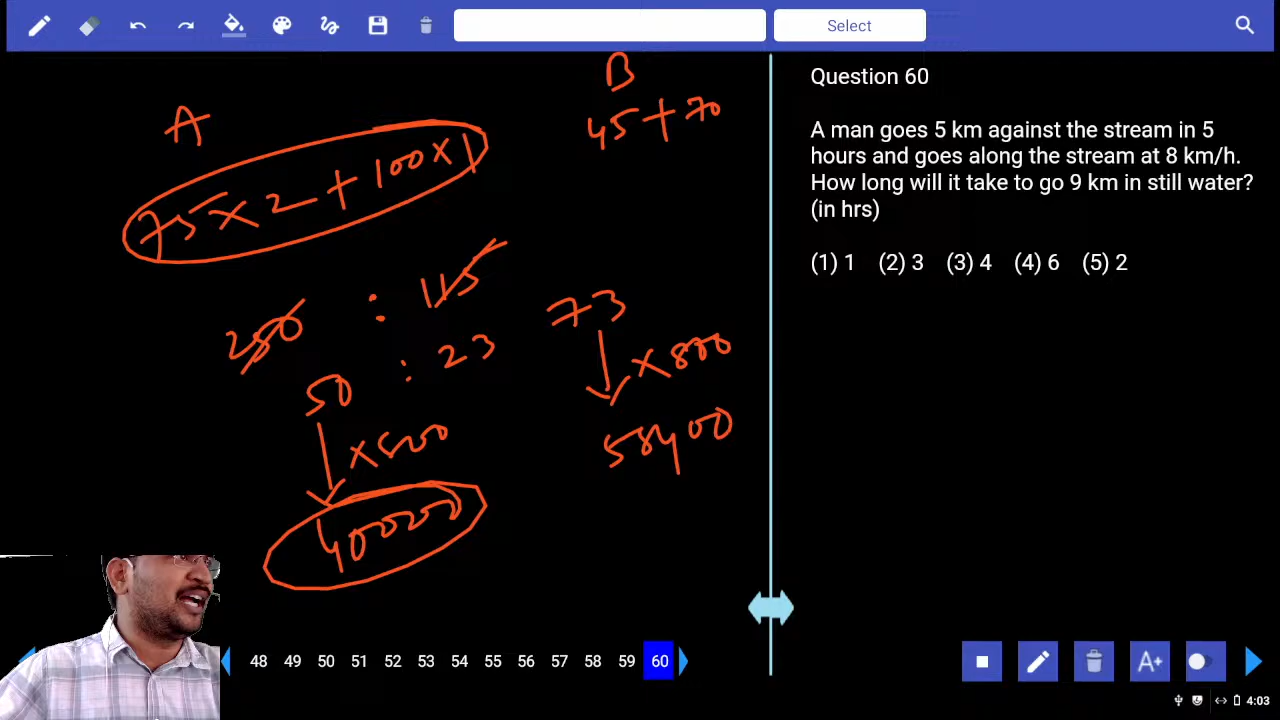 Select
A
75 × 2 + 100 × 1
B
45 + 70
250 : 115
50 : 23
73
× 800
× 800
58400
40000
Question 60
A man goes 5 km against the stream in 5
hours and goes along the stream at 8 km/h.
How long will it take to go 9 km in still water?
(in hrs)
(1) 1 (2) 3 (3) 4 (4) 6 (5) 2
48 49 50 51 52 53 54 55 56 57 58 59 60
A+
4:03